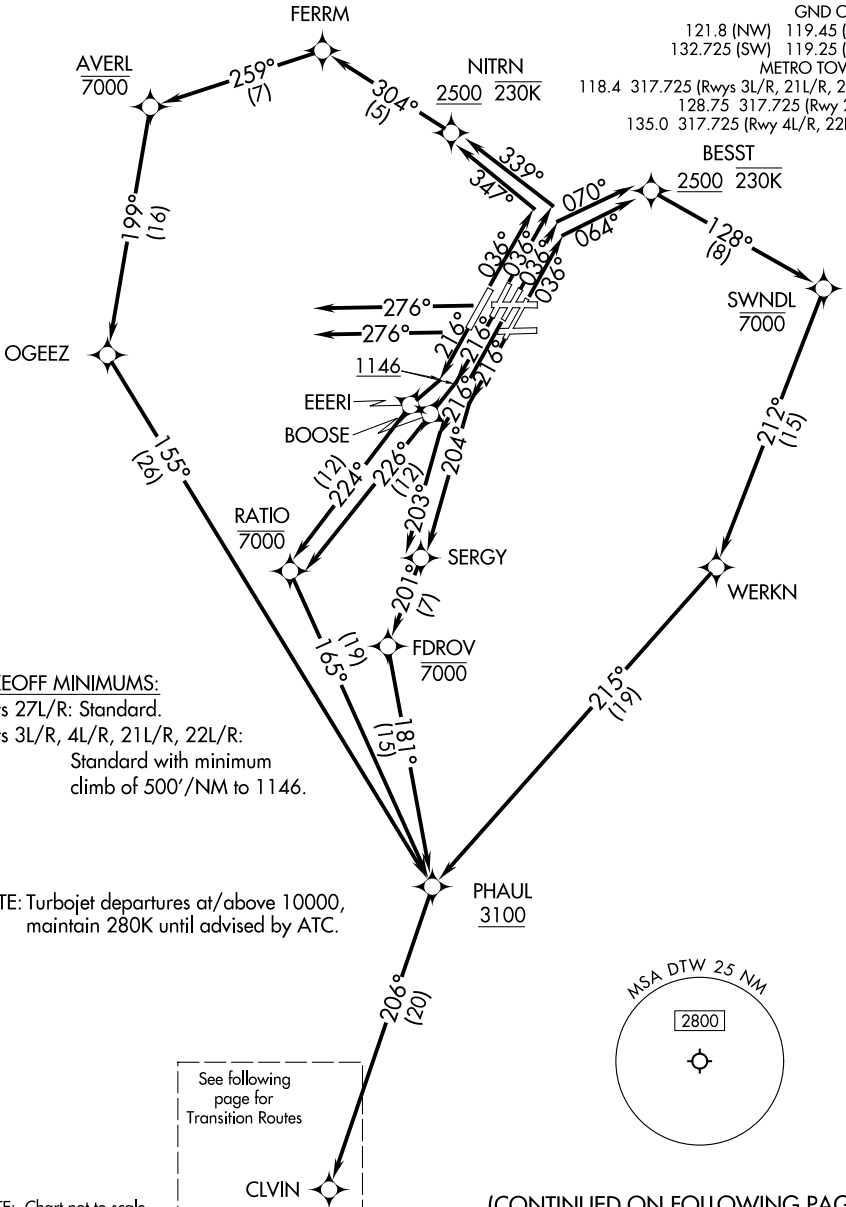 FERRM
GND C
121.8 (NW) 119.45 (
132.725 (SW) 119.25 (
METRO TOV
118.4 317.725 (Rwys 3L/R, 21L/R, 2
128.75 317.725 (Rwy 2
135.0 317.725 (Rwy 4L/R, 22
AVERL
7000
259°
(7)
304°
(5)
NITRN
2500 230K
BESST
2500 230K
339°
347°
070°
064°
128°
(8)
199°
(16)
036°
036°
036°
036°
SWNDL
7000
276°
276°
OGEEZ
216°
216°
216°
216°
1146
EEERI
BOOSE
155°
(26)
(12)
224°
226°
(12)
203°
204°
212°
(15)
RATIO
7000
SERGY
201°
(7)
WERKN
165°
(19)
FDROV
7000
181°
(15)
215°
(19)
EOFF MINIMUMS:
s 27L/R: Standard.
s 3L/R, 4L/R, 21L/R, 22L/R:
Standard with minimum
climb of 500'/NM to 1146.
TE: Turbojet departures at/above 10000,
maintain 280K until advised by ATC.
PHAUL
3100
206°
(20)
MSA DTW 25 NM
2800
See following
page for
Transition Routes
CLVIN
TE: Chart not to scale
(CONTINUED ON FOLLOWING PAG